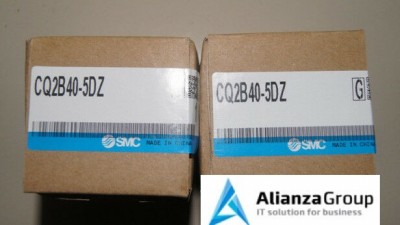 CQ2B40-5DZ
SMC
MADE IN CHINA
CQ2B40-5DZ
G
SMC
MADE IN CHINA
AlianzaGroup
IT solution for business